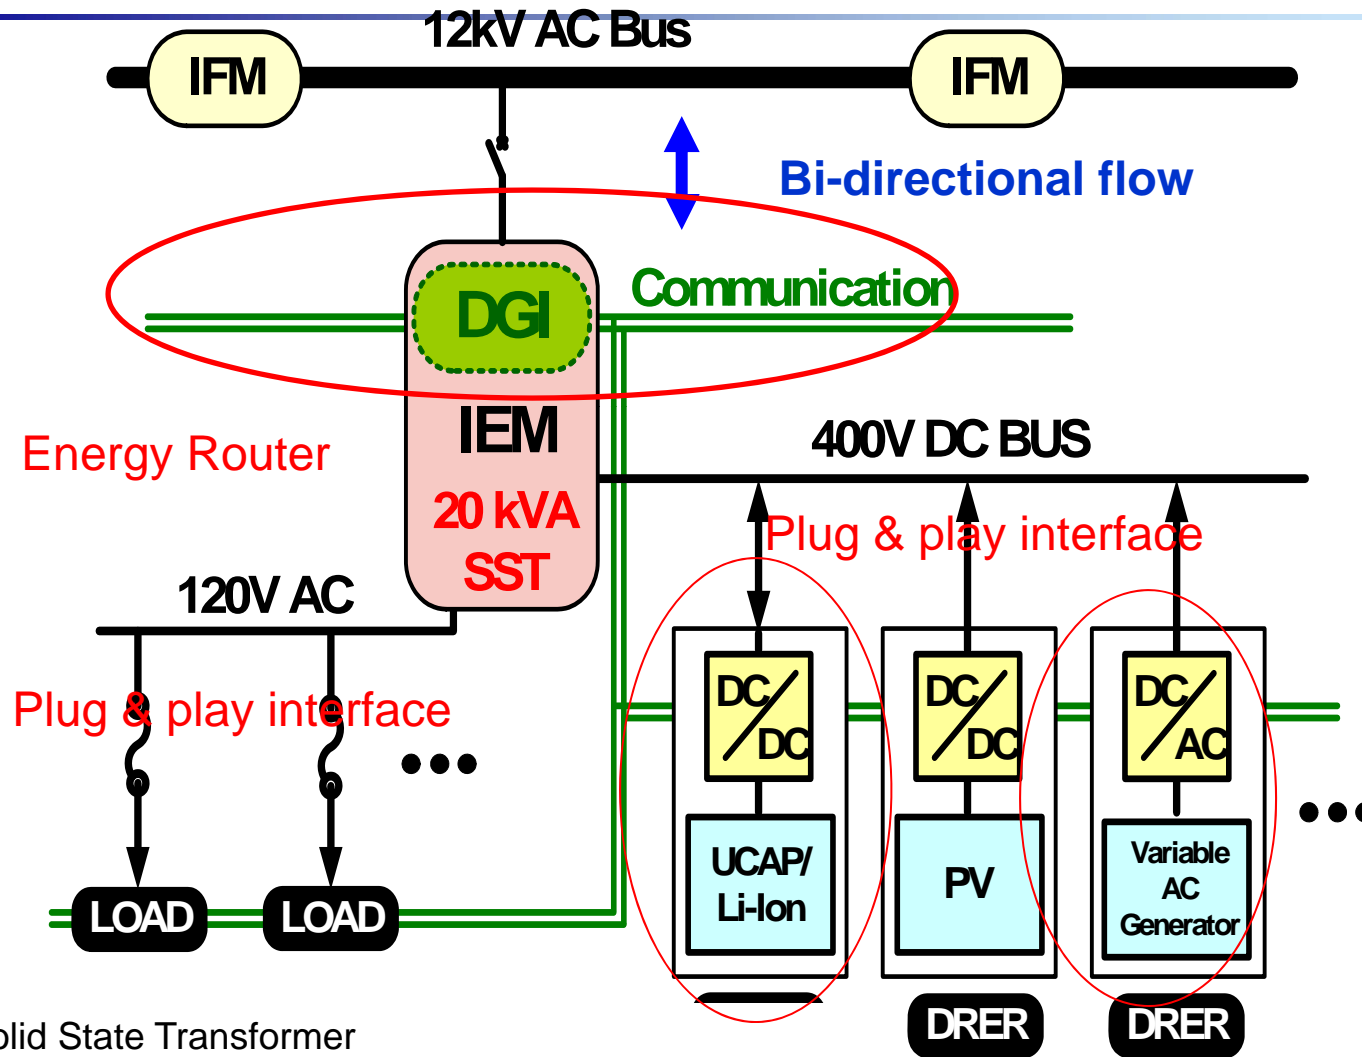 12kV AC Bus
IFM
IFM
Bi-directional flow
Communication
DGI
IEM
Energy Router
400V DC BUS
20 kVA
SST
Plug & play interface
120V AC
Plug & play interface
DC/DC
DC/DC
DC/AC
UCAP/
Li-Ion
PV
Variable
AC
Generator
LOAD
LOAD
DRER
DRER
olid State Transformer